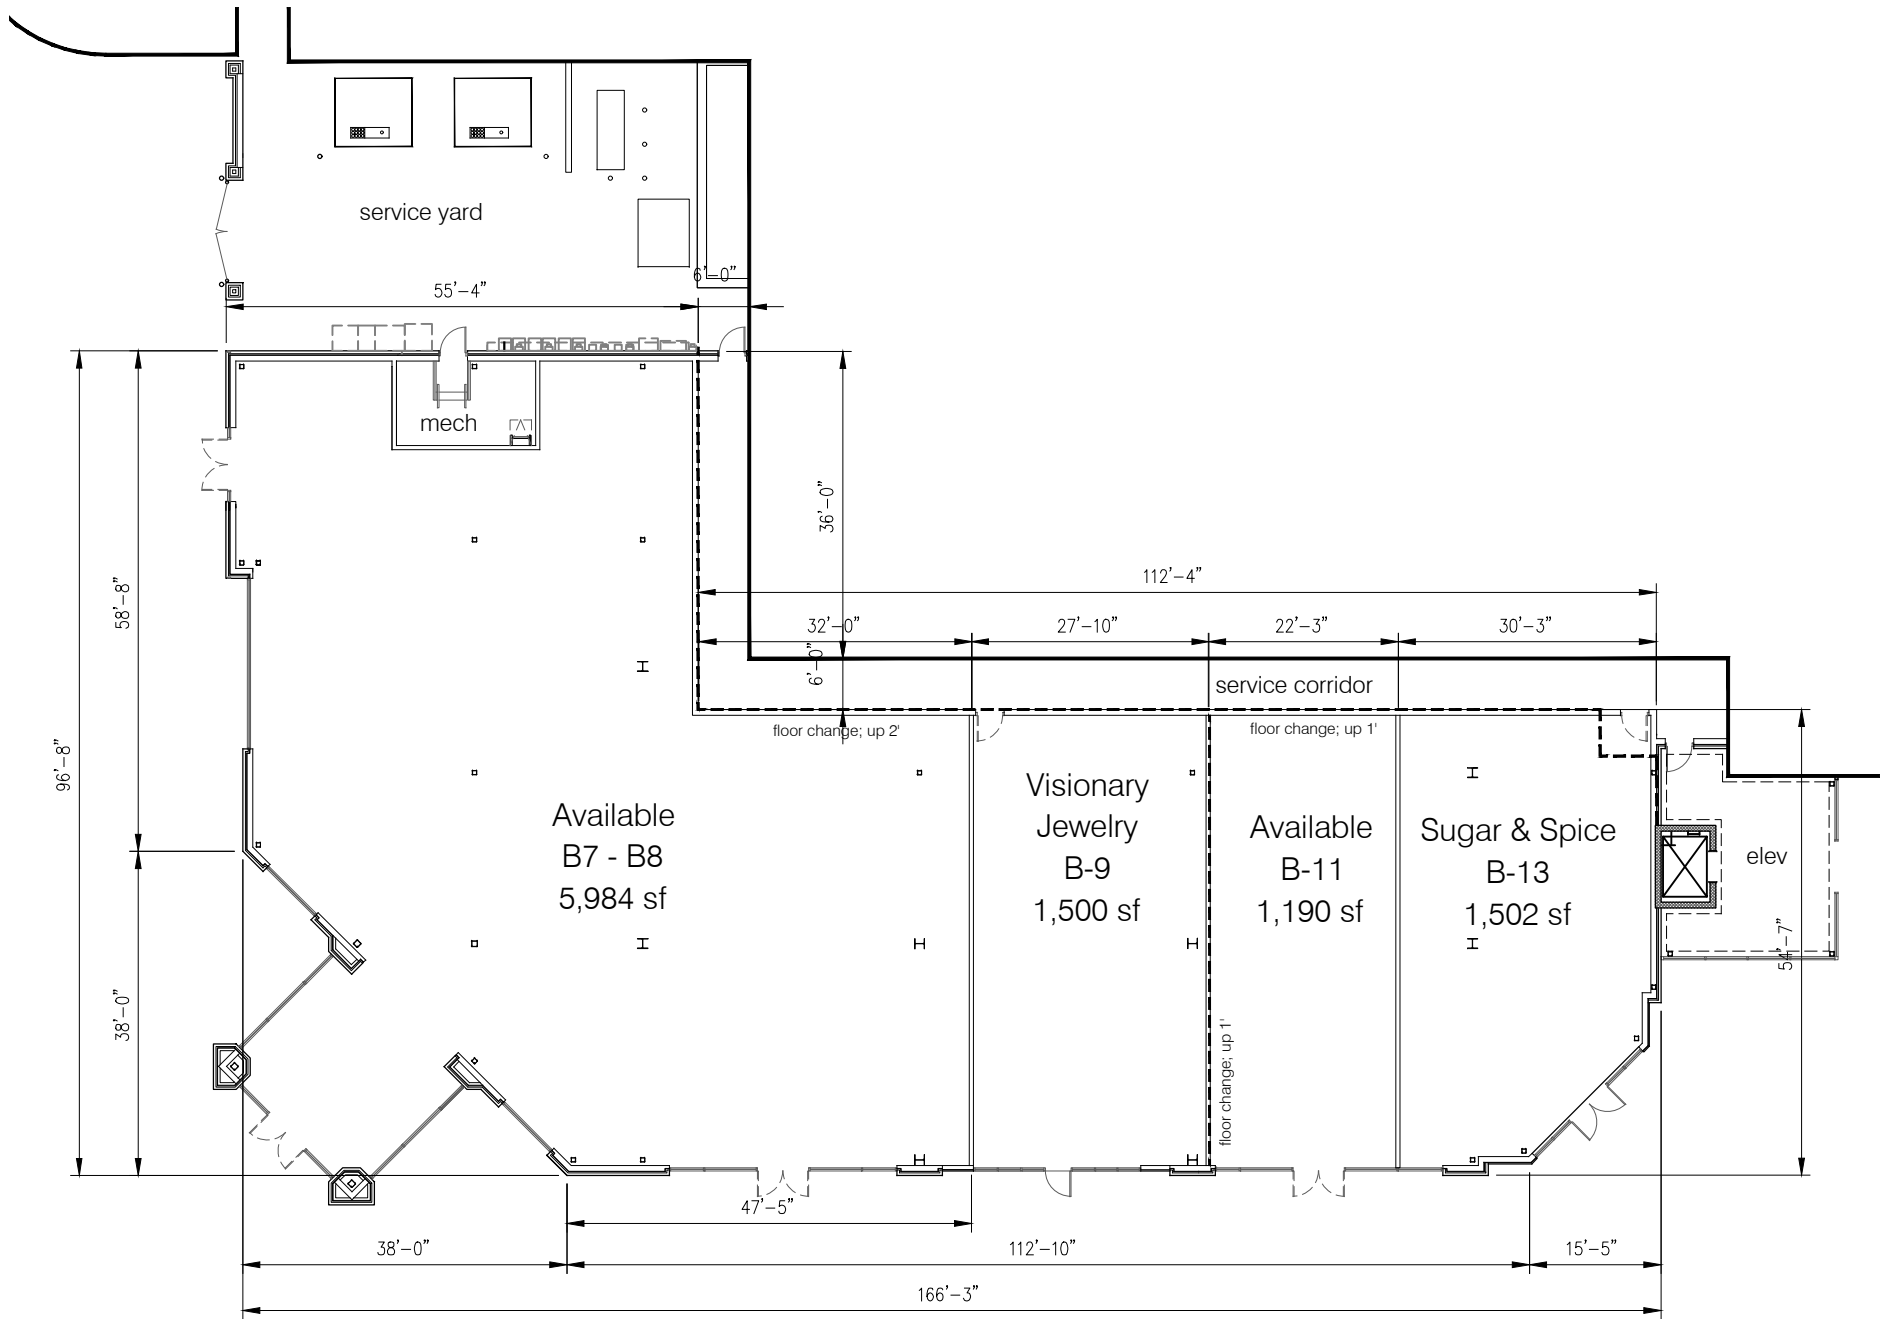 service yard
6'-0"
55'-4"
mech
36'-0"
112'-4"
58'-8"
32'-0"
27'-10"
22'-3"
30'-3"
6'-0"
service corridor
floor change; up 2'
floor change; up 1'
96'-8"
Available
B7 - B8
5,984 sf
Visionary
Jewelry
B-9
1,500 sf
Available
B-11
1,190 sf
Sugar & Spice
B-13
1,502 sf
elev
54'-7"
38'-0"
floor change; up 1'
47'-5"
38'-0"
112'-10"
15'-5"
166'-3"